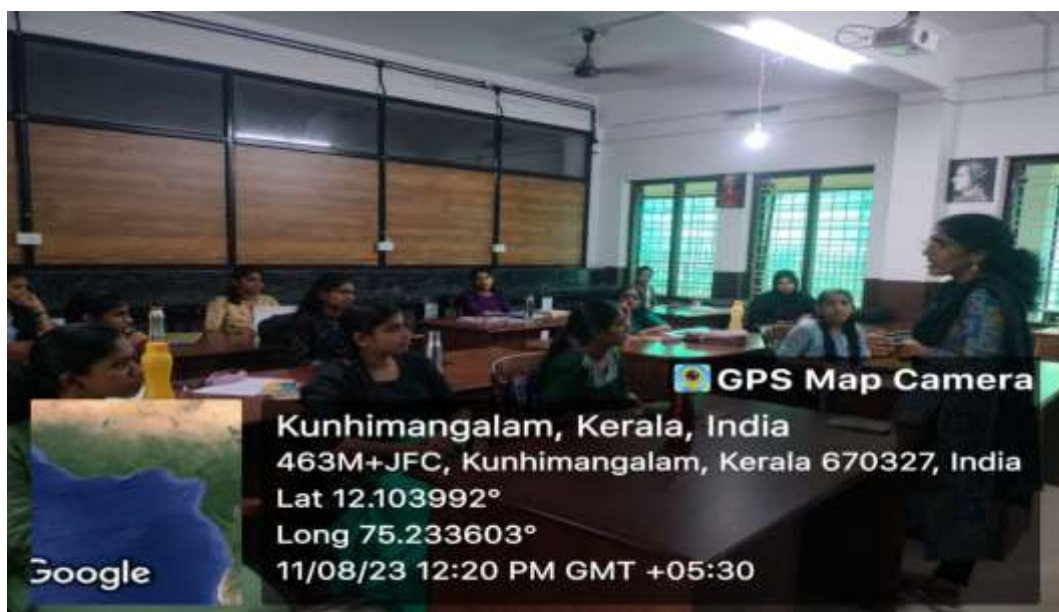 GPS Map Camera
Kunhimangalam, Kerala, India
463M+JFC, Kunhimangalam, Kerala 670327, India
Lat 12.103992°
Long 75.233603°
11/08/23 12:20 PM GMT +05:30
Google